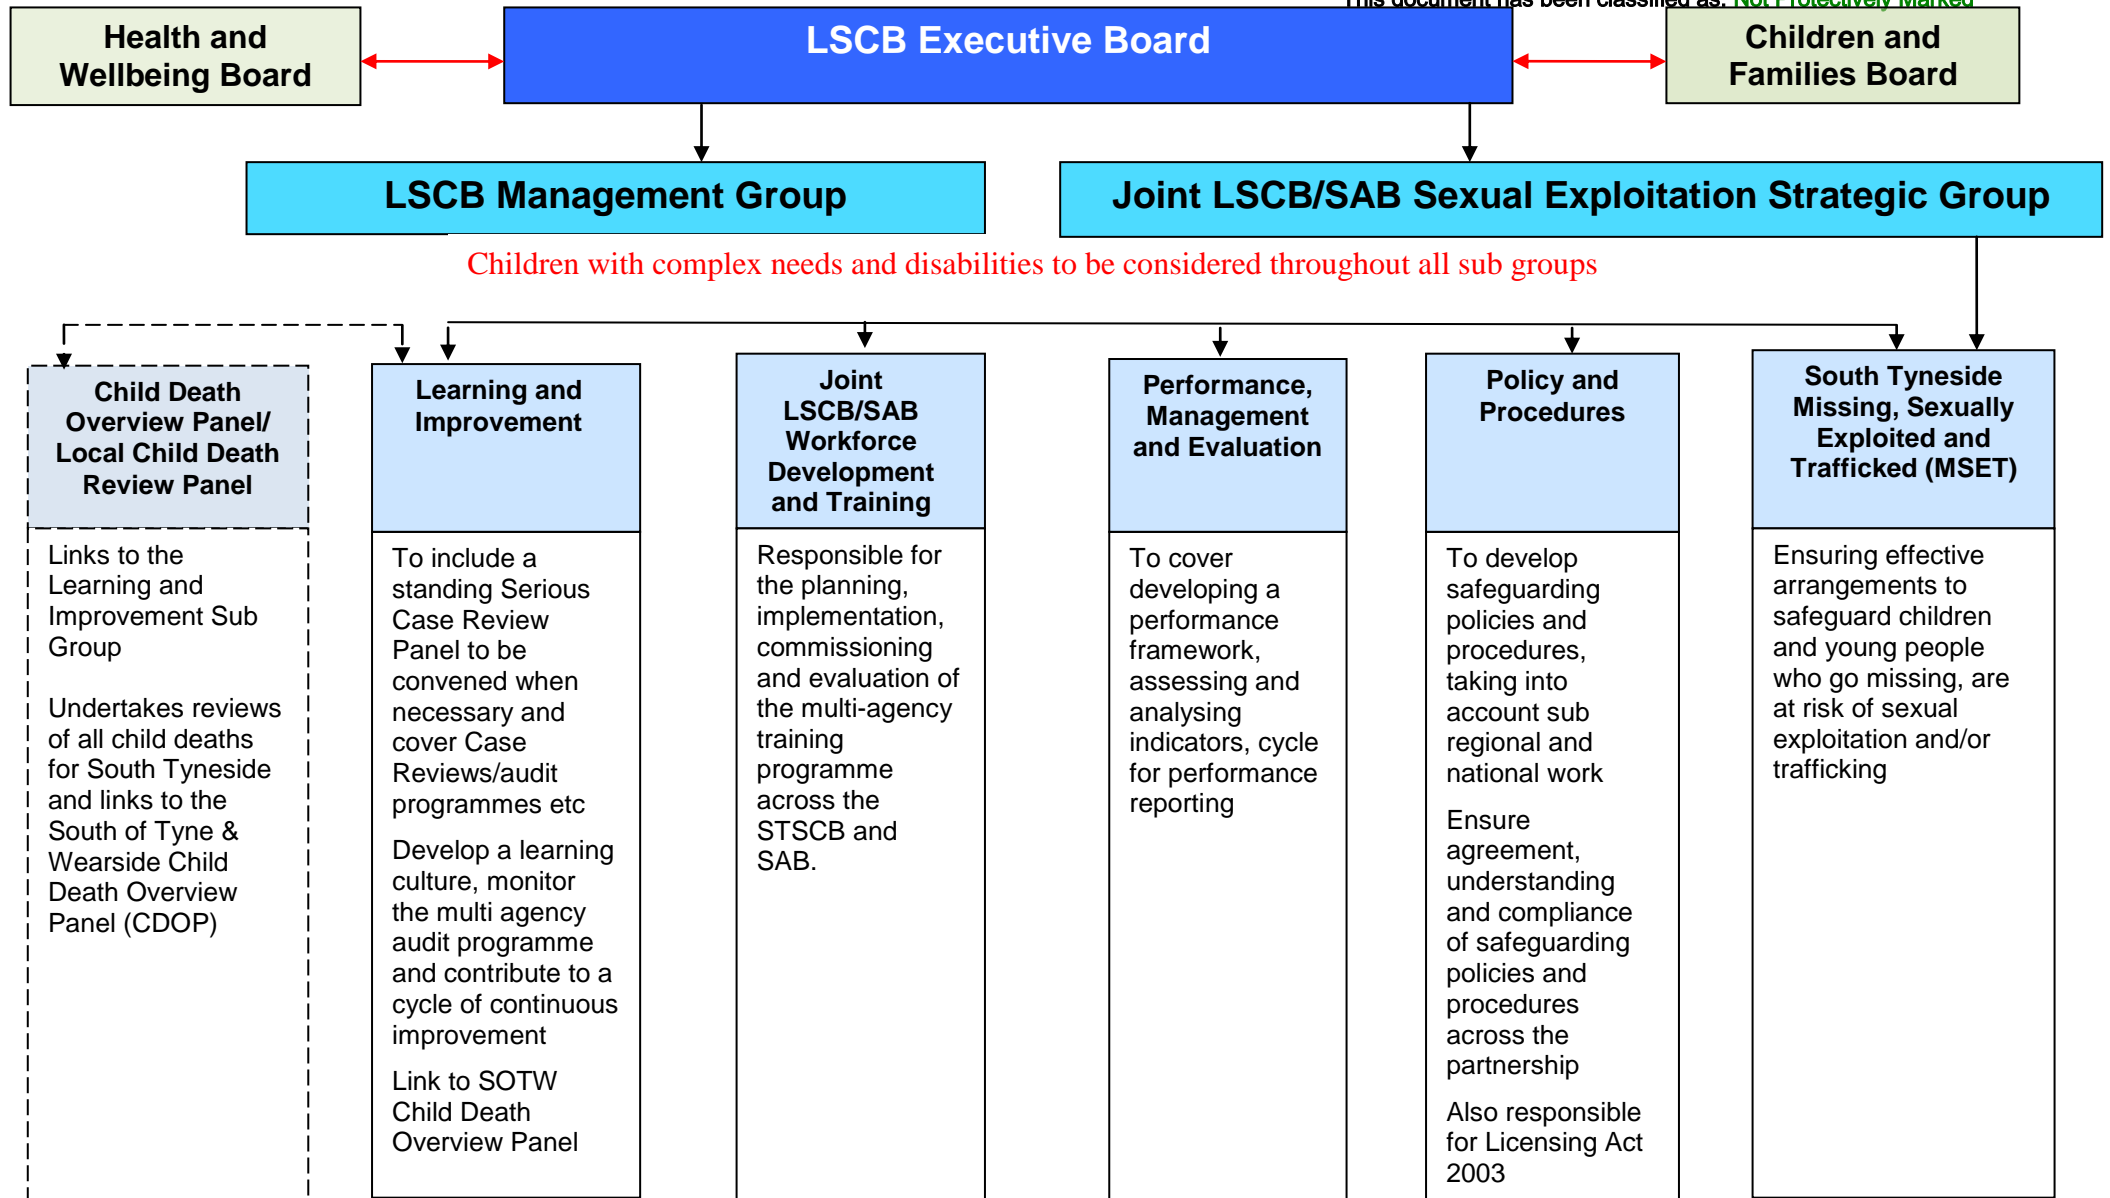 This document has been classified as: Not Protectively Marked
Health and
Wellbeing Board
LSCB Executive Board
Children and
Families Board
LSCB Management Group
Joint LSCB/SAB Sexual Exploitation Strategic Group
Children with complex needs and disabilities to be considered throughout all sub groups
Child Death
Overview Panel/
Local Child Death
Review Panel
Links to the
Learning and
Improvement Sub
Group
Undertakes reviews
of all child deaths
for South Tyneside
and links to the
South of Tyne &
Wearside Child
Death Overview
Panel (CDOP)
Learning and
Improvement
To include a
standing Serious
Case Review
Panel to be
convened when
necessary and
cover Case
Reviews/audit
programmes etc
Develop a learning
culture, monitor
the multi agency
audit programme
and contribute to a
cycle of continuous
improvement
Link to SOTW
Child Death
Overview Panel
Joint
LSCB/SAB
Workforce
Development
and Training
Responsible for
the planning,
implementation,
commissioning
and evaluation of
the multi-agency
training
programme
across the
STSCB and
SAB.
Performance,
Management
and Evaluation
To cover
developing a
performance
framework,
assessing and
analysing
indicators, cycle
for performance
reporting
Policy and
Procedures
To develop
safeguarding
policies and
procedures,
taking into
account sub
regional and
national work
Ensure
agreement,
understanding
and compliance
of safeguarding
policies and
procedures
across the
partnership
Also responsible
for Licensing Act
2003
South Tyneside
Missing, Sexually
Exploited and
Trafficked (MSET)
Ensuring effective
arrangements to
safeguard children
and young people
who go missing, are
at risk of sexual
exploitation and/or
trafficking